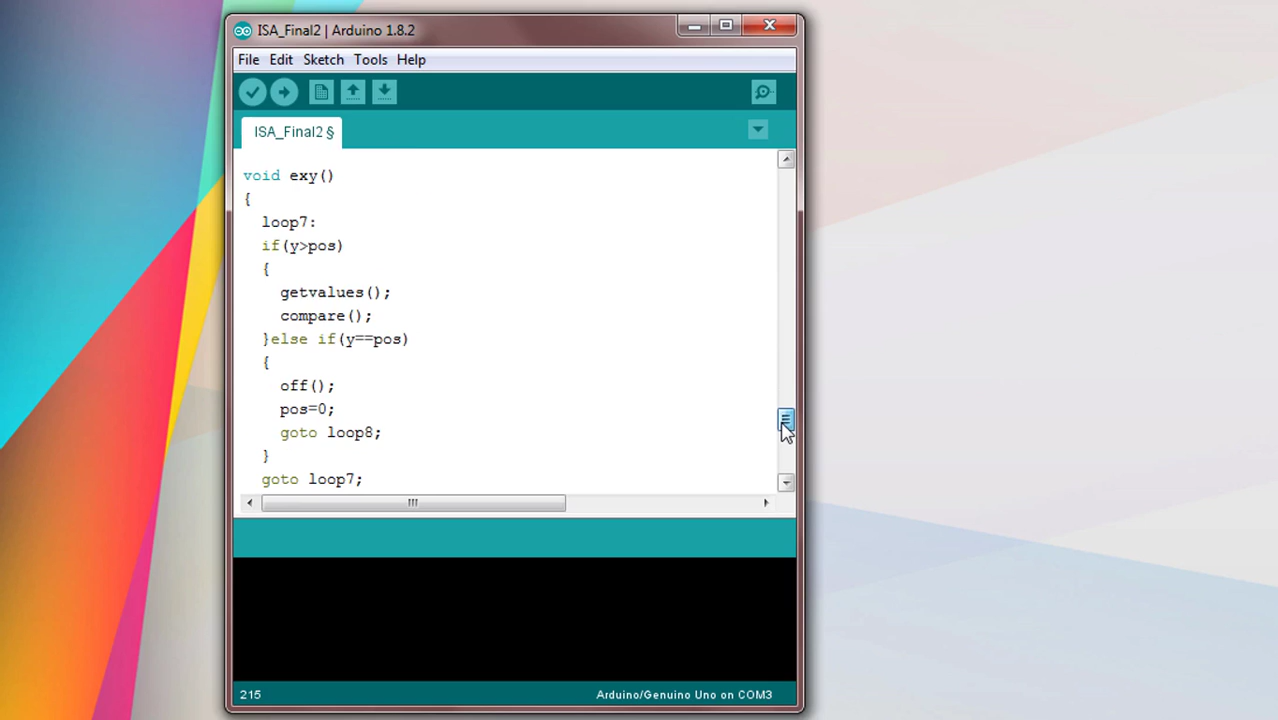 ISA_Final2 | Arduino 1.8.2
File Edit Sketch Tools Help
ISA_Final2 §
void exy()
{
loop7:
if(y>pos)
{
getvalues();
compare();
}else if(y==pos)
{
off();
pos=0;
goto loop8;
}
goto loop7;
215 Arduino/Genuino Uno on COM3